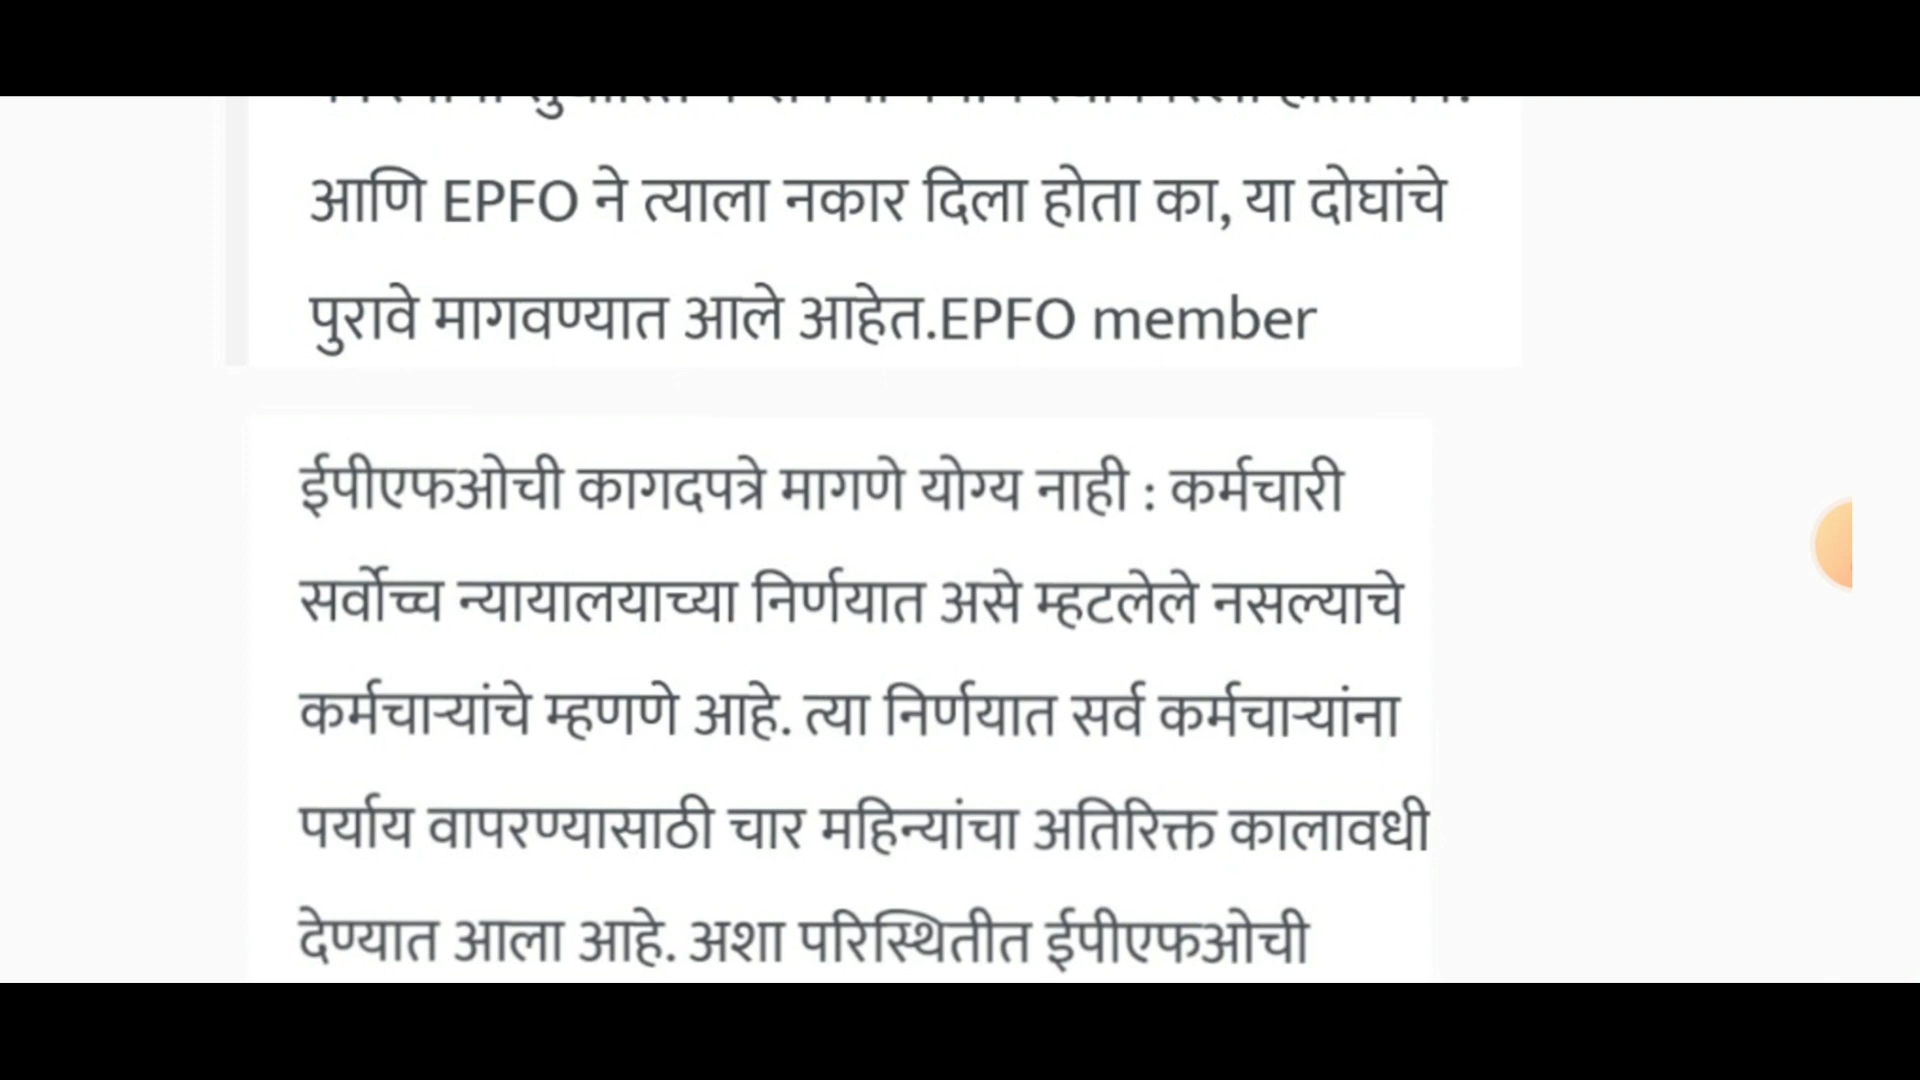 आणि EPFO ने त्याला नकार दिला होता का, या दोघांचे
पुरावे मागवण्यात आले आहेत.EPFO member
ईपीएफओची कागदपत्रे मागणे योग्य नाही : कर्मचारी
सर्वोच्च न्यायालयाच्या निर्णयात असे म्हटलेले नसल्याचे
कर्मचाऱ्यांचे म्हणणे आहे. त्या निर्णयात सर्व कर्मचाऱ्यांना
पर्याय वापरण्यासाठी चार महिन्यांचा अतिरिक्त कालावधी
देण्यात आला आहे. अशा परिस्थितीत ईपीएफओची